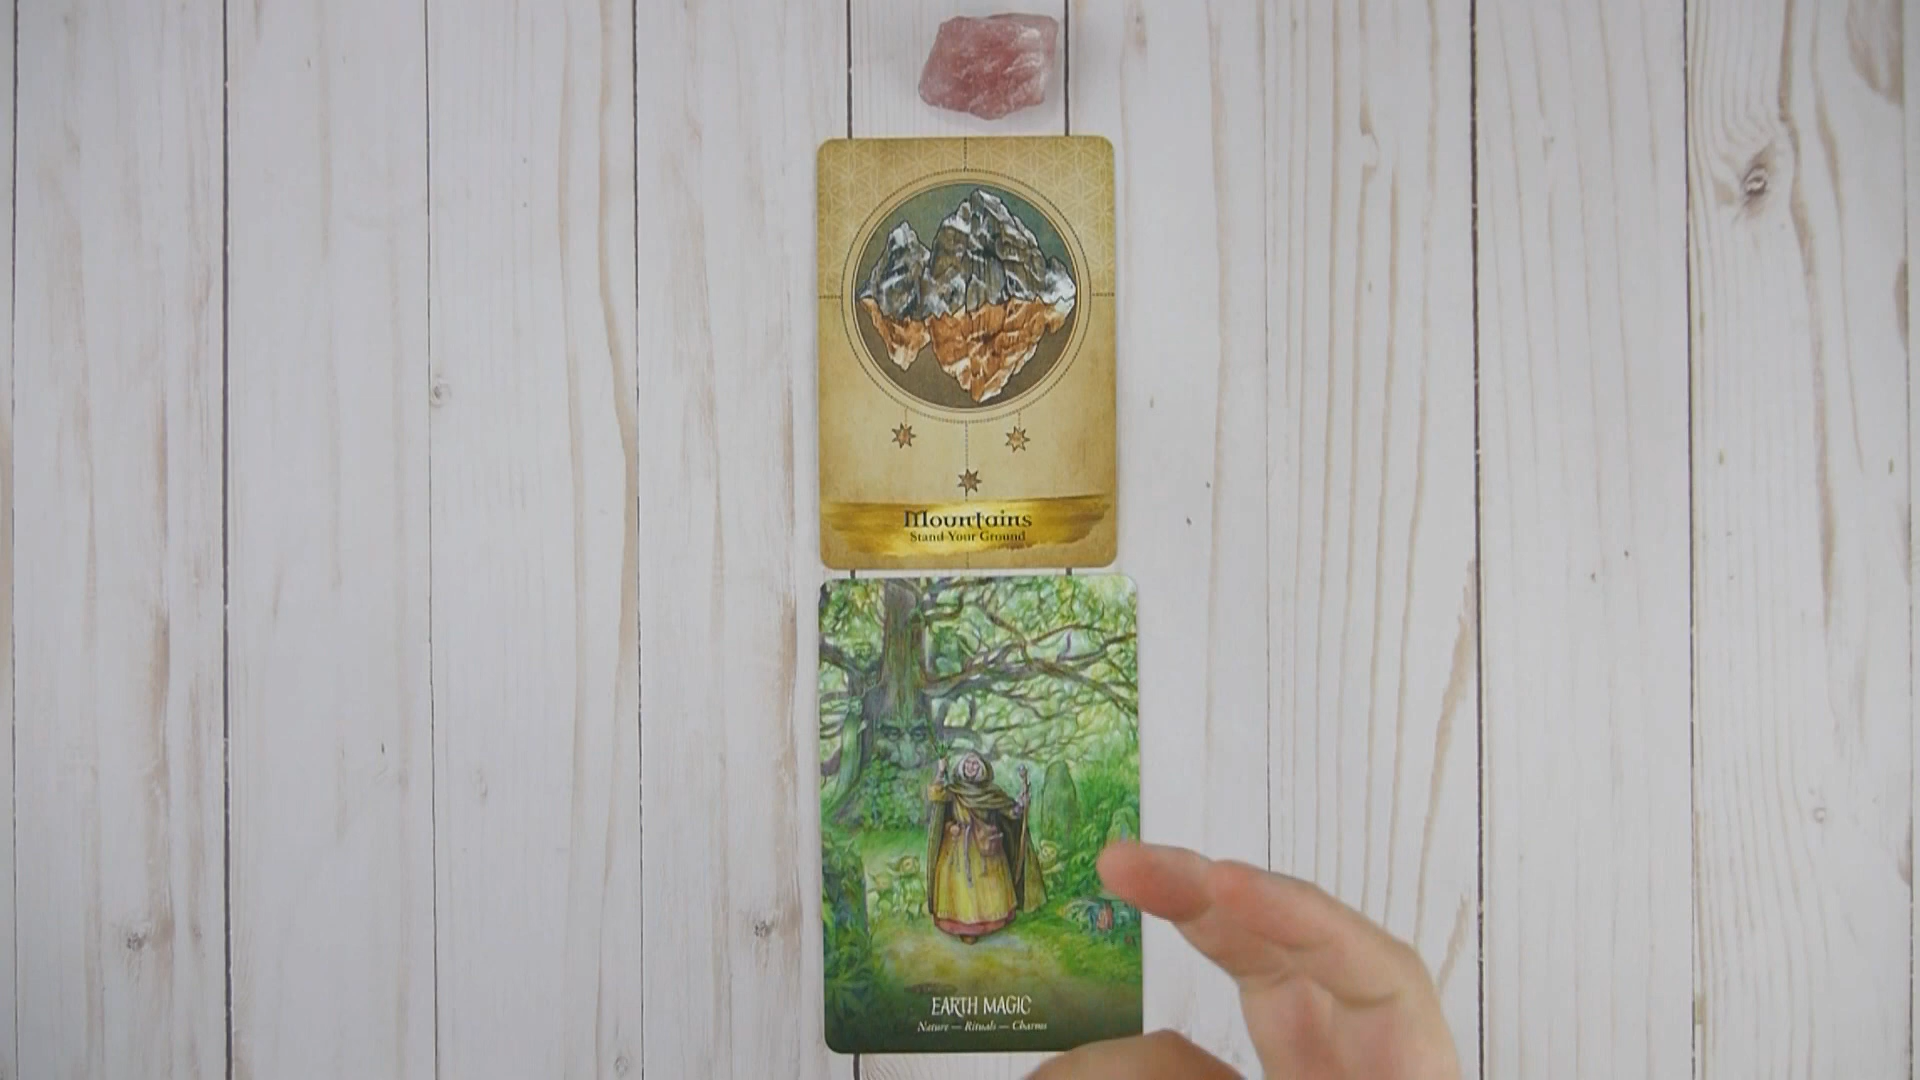 Mountains
Stand Your Ground
EARTH MAGIC
Nature — Rituals — Charms